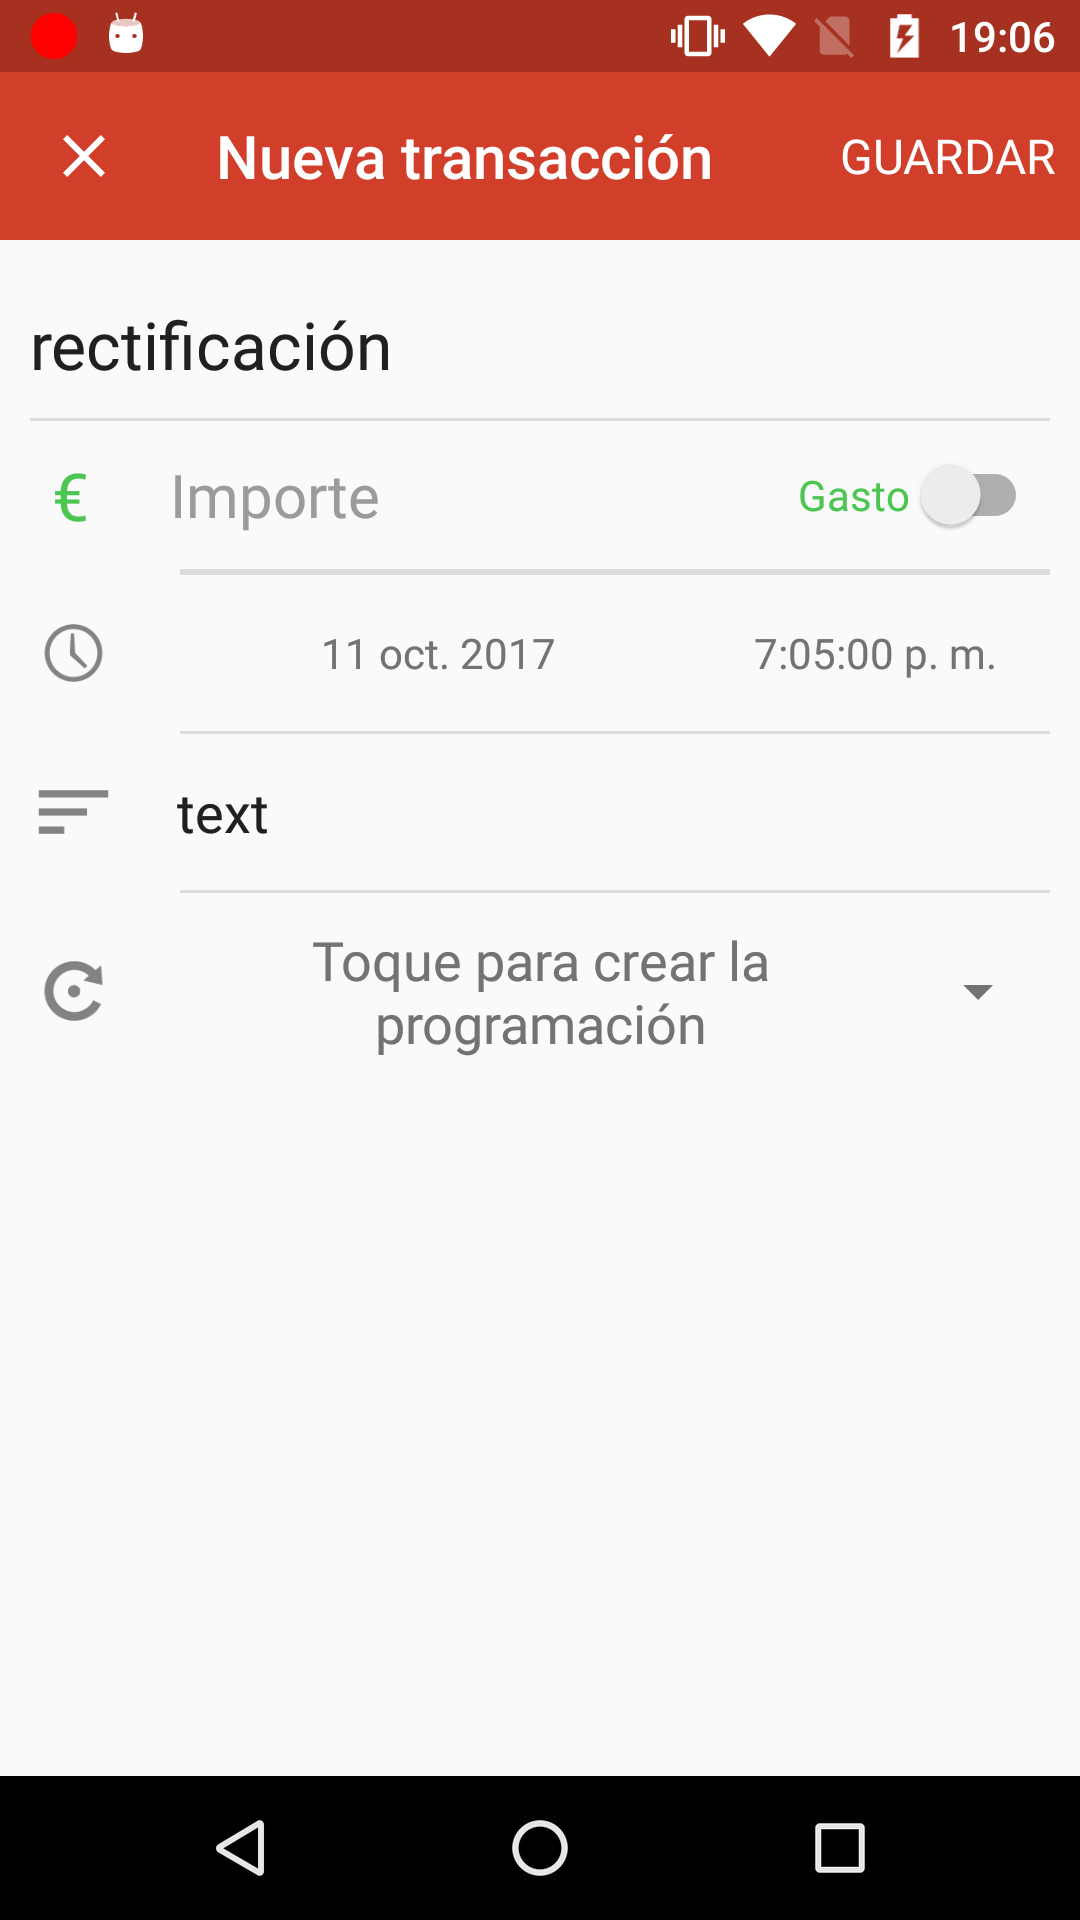 19:06
Nueva transacción GUARDAR
rectificación
€ Importe Gasto
11 oct. 2017 7:05:00 p. m.
text
Toque para crear la
programación